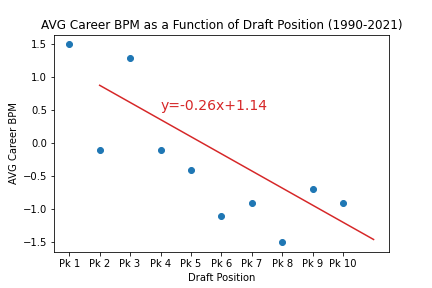 AVG Career BPM as a Function of Draft Position (1990-2021)
1.5
1.0
0.5
0.0
−0.5
−1.0
−1.5
AVG Career BPM
y=-0.26x+1.14
Pk 1 Pk 2 Pk 3 Pk 4 Pk 5 Pk 6 Pk 7 Pk 8 Pk 9 Pk 10
Draft Position